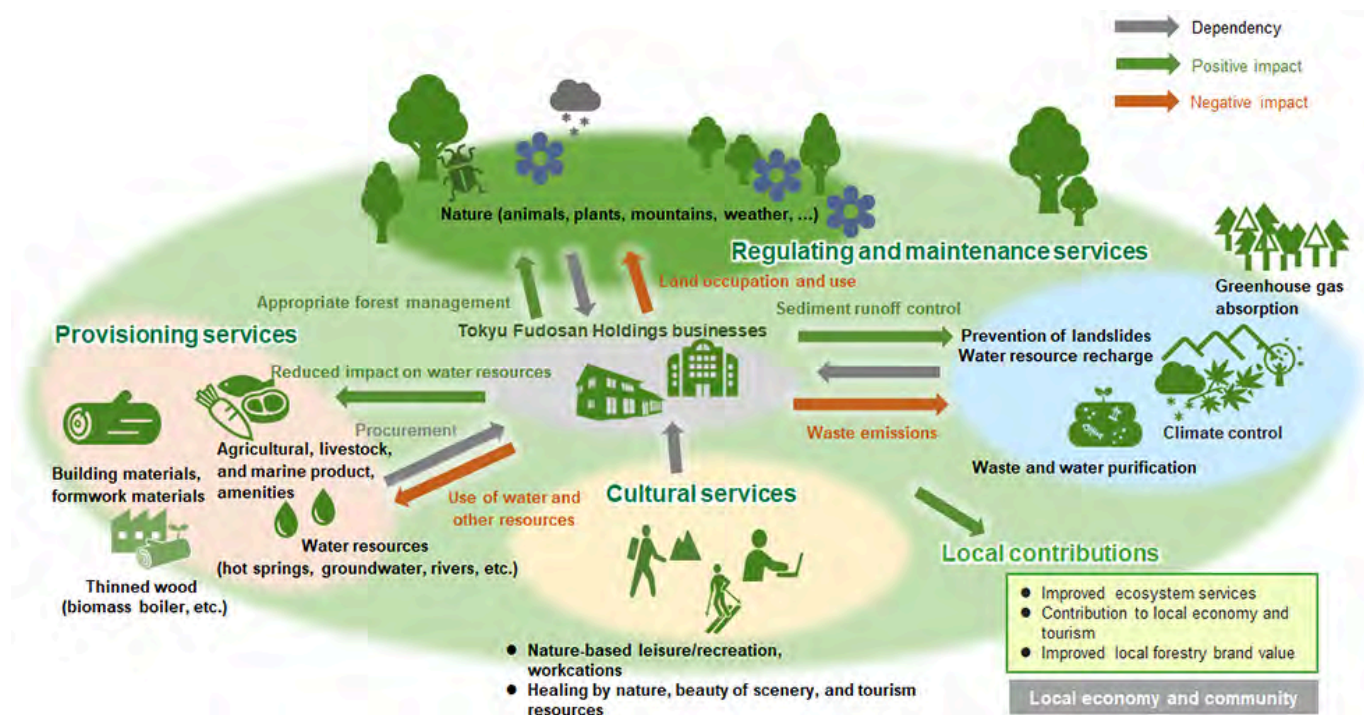 Dependency
Positive impact
Negative impact
Nature (animals, plants, mountains, weather, ...)
Regulating and maintenance services
Greenhouse gas
absorption
Appropriate forest management
Land occupation and use
Sediment runoff control
Provisioning services
Tokyu Fudosan Holdings businesses
Prevention of landslides
Water resource recharge
Reduced impact on water resources
Procurement
Waste emissions
Climate control
Agricultural, livestock,
and marine product,
amenities
Building materials,
formwork materials
Waste and water purification
Use of water and
other resources
Cultural services
Water resources
(hot springs, groundwater, rivers, etc.)
Thinned wood
(biomass boiler, etc.)
Local contributions
● Improved ecosystem services
● Contribution to local economy and
tourism
● Improved local forestry brand value
● Nature-based leisure/recreation,
workcations
● Healing by nature, beauty of scenery, and tourism
resources
Local economy and community